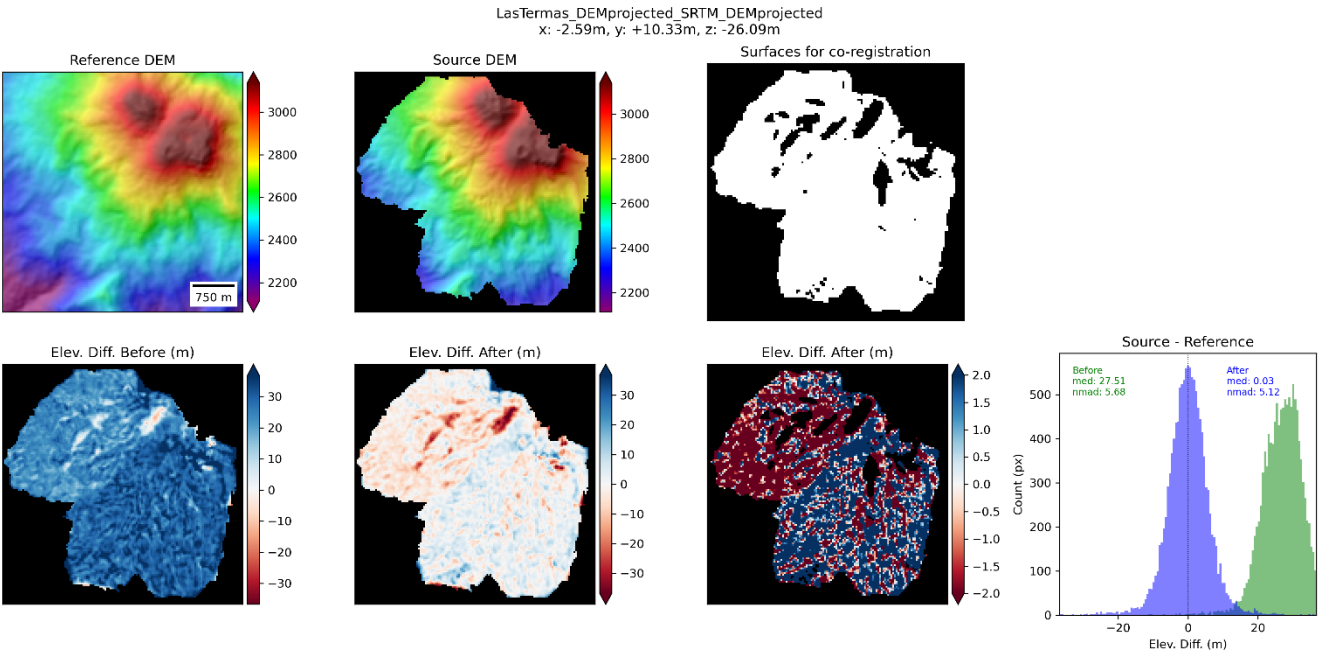 LasTermas_DEMprojected_SRTM_DEMprojected
x: -2.59m, y: +10.33m, z: -26.09m
Reference DEM
3000
2800
2600
2400
2200
750 m
Source DEM
3000
2800
2600
2400
2200
Surfaces for co-registration
Elev. Diff. Before (m)
30
20
10
0
−10
−20
−30
Elev. Diff. After (m)
30
20
10
0
−10
−20
−30
Elev. Diff. After (m)
2.0
1.5
1.0
0.5
0.0
−0.5
−1.0
−1.5
−2.0
Source - Reference
Before
med: 27.51
nmad: 5.68
After
med: 0.03
nmad: 5.12
Count (px)
500
400
300
200
100
0
−20
0
20
Elev. Diff. (m)